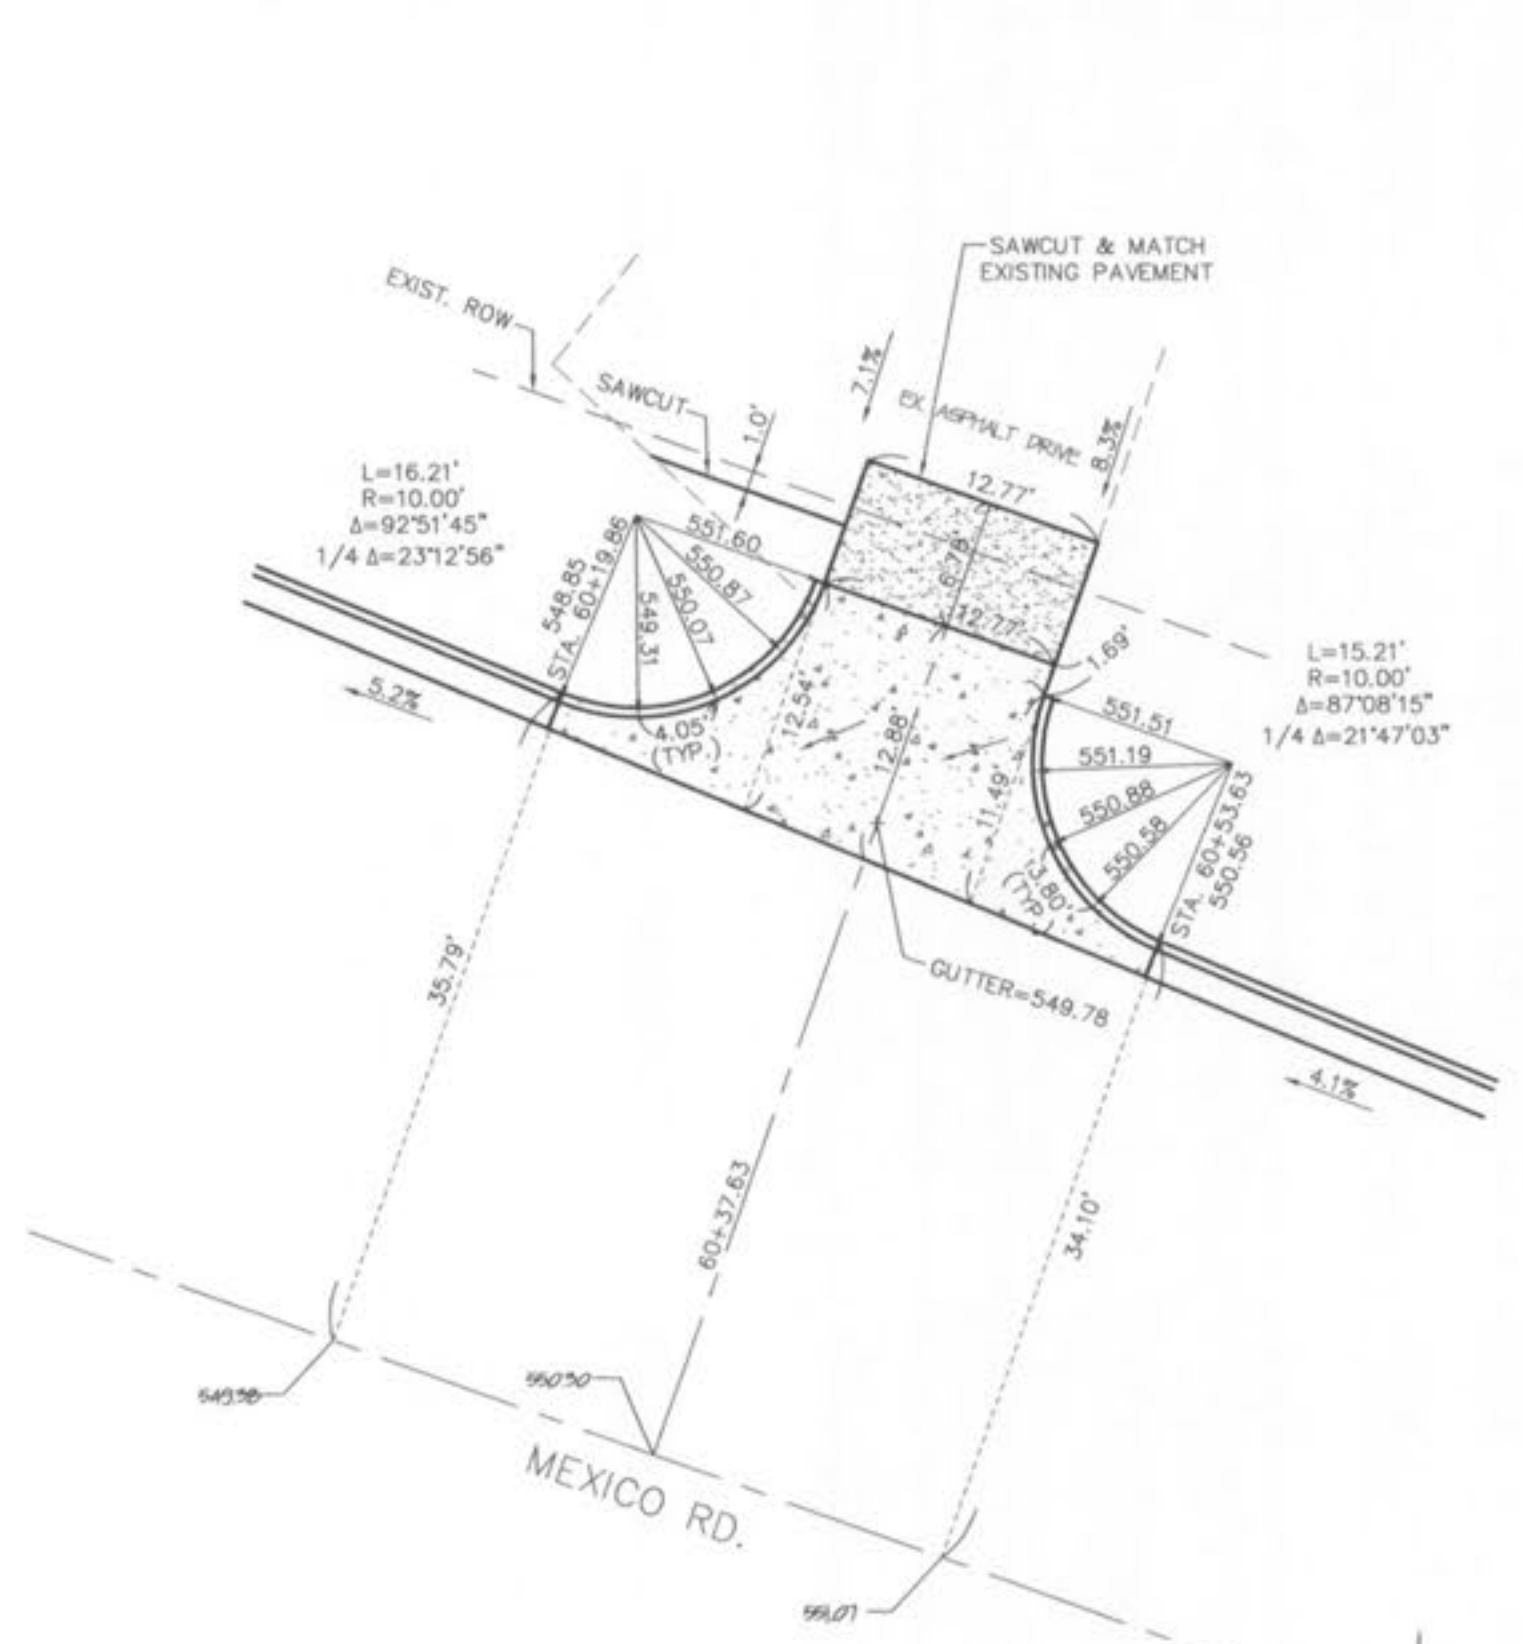 SAWCUT & MATCH
EXISTING PAVEMENT
EXIST. ROW
SAWCUT
1.0'
7.1%
EX. ASPHALT DRIVE
8.3%
12.77'
6.78'
12.77'
1.69'
L=16.21'
R=10.00'
Δ=92°51'45"
1/4 Δ=23°12'56"
548.85
STA. 60+19.86
551.60
550.87
550.07
549.31
5.2%
4.05'
(TYP.)
12.54'
12.88'
11.49'
L=15.21'
R=10.00'
Δ=87°08'15"
1/4 Δ=21°47'03"
551.51
551.19
550.88
550.58
STA. 60+53.63
550.56
3.80'
(TYP.)
GUTTER=549.78
4.1%
35.79'
60+37.63
34.10'
549.38
MEXICO RD.
551.07